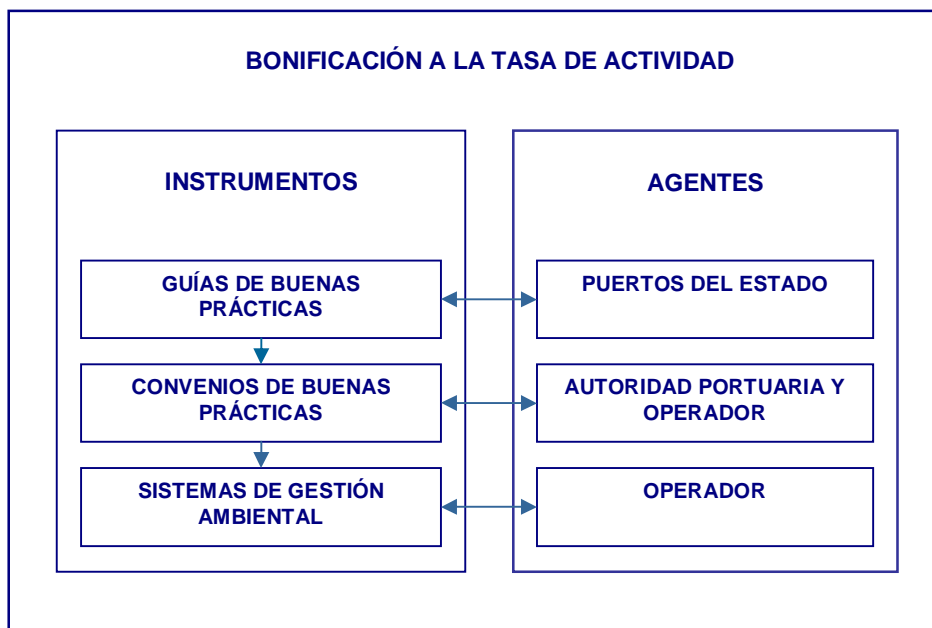 BONIFICACIÓN A LA TASA DE ACTIVIDAD
INSTRUMENTOS
GUÍAS DE BUENAS
PRÁCTICAS
CONVENIOS DE BUENAS
PRÁCTICAS
SISTEMAS DE GESTIÓN
AMBIENTAL
AGENTES
PUERTOS DEL ESTADO
AUTORIDAD PORTUARIA Y
OPERADOR
OPERADOR